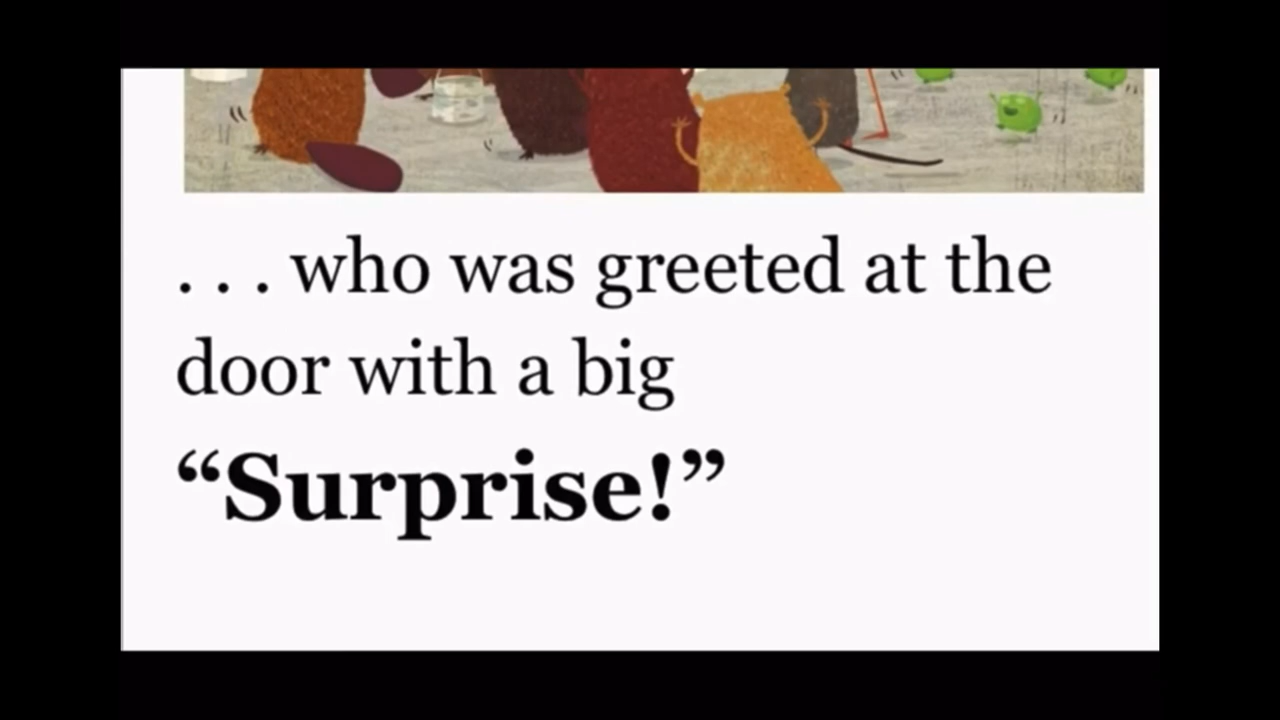 . . . who was greeted at the
door with a big
“Surprise!”